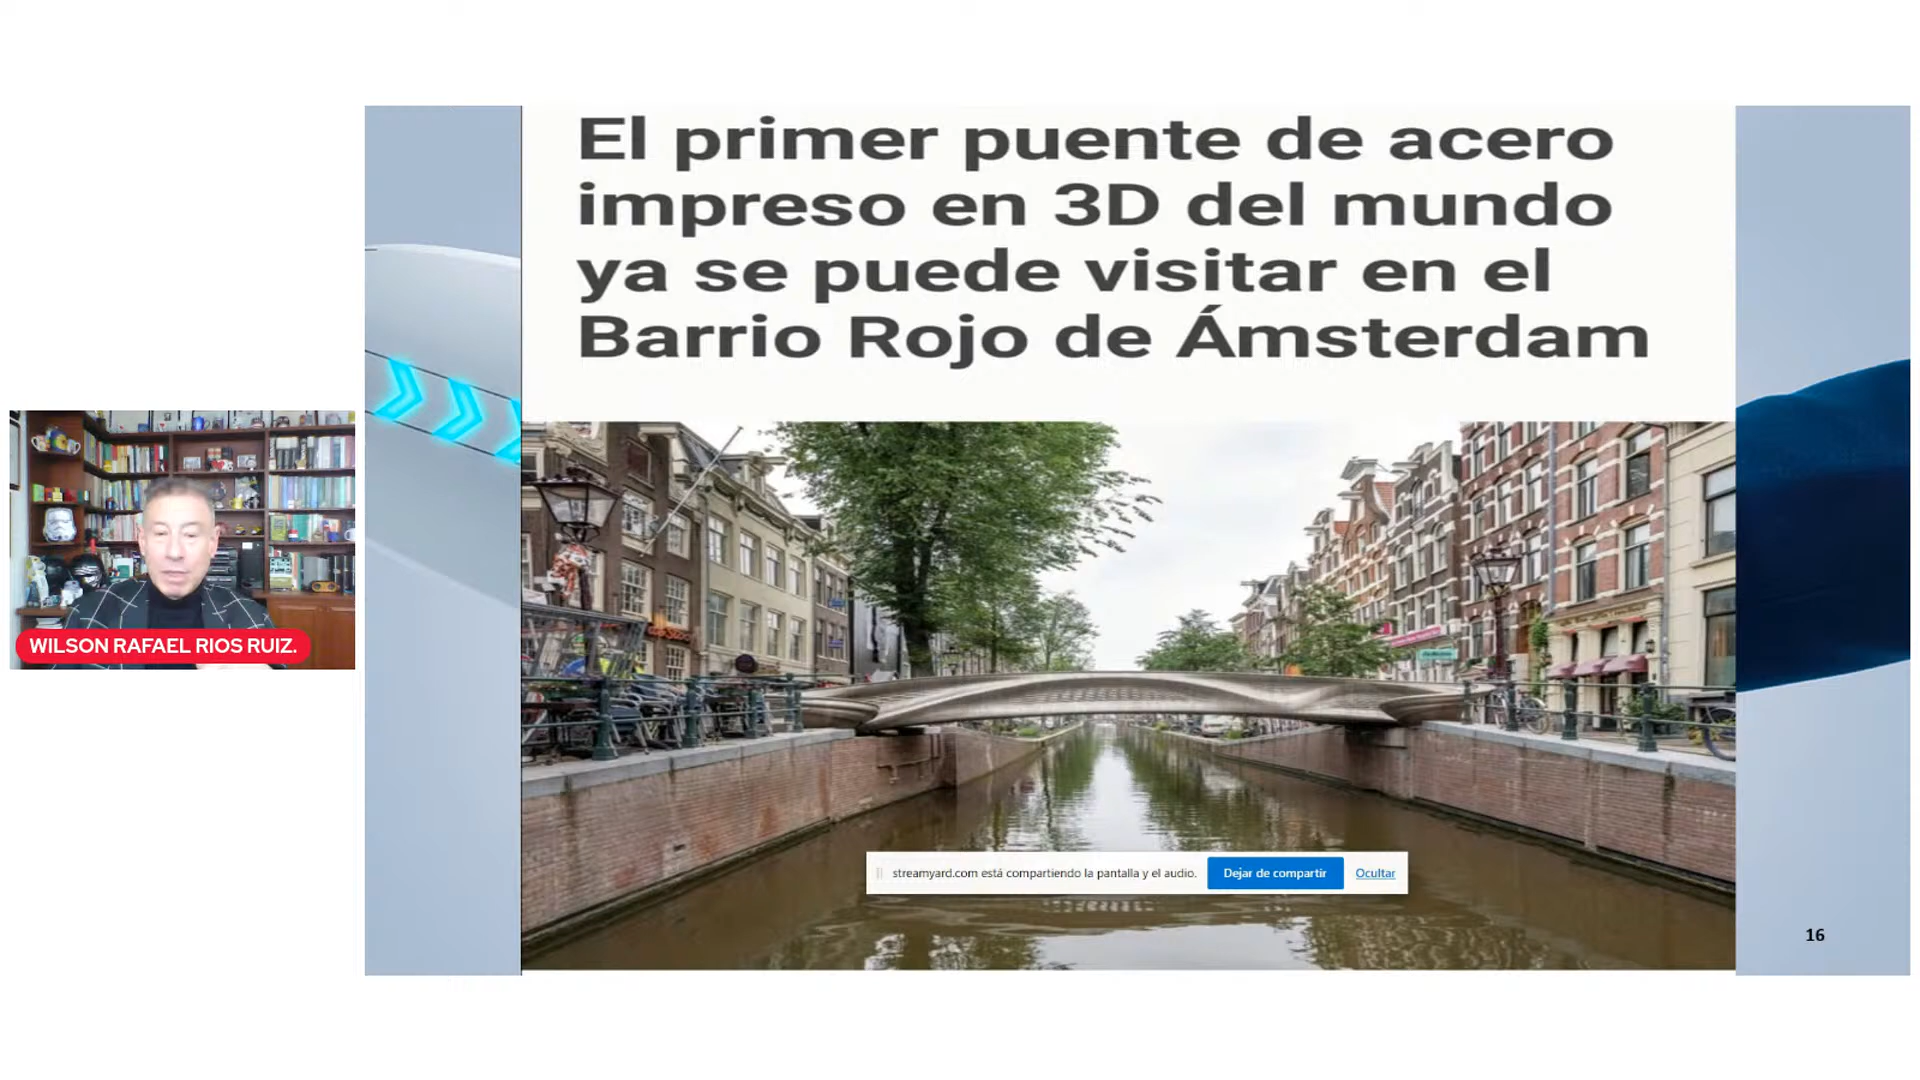 El primer puente de acero
impreso en 3D del mundo
ya se puede visitar en el
Barrio Rojo de Ámsterdam
WILSON RAFAEL RIOS RUIZ.
streamyard.com está compartiendo la pantalla y el audio.
Dejar de compartir
Ocultar
16